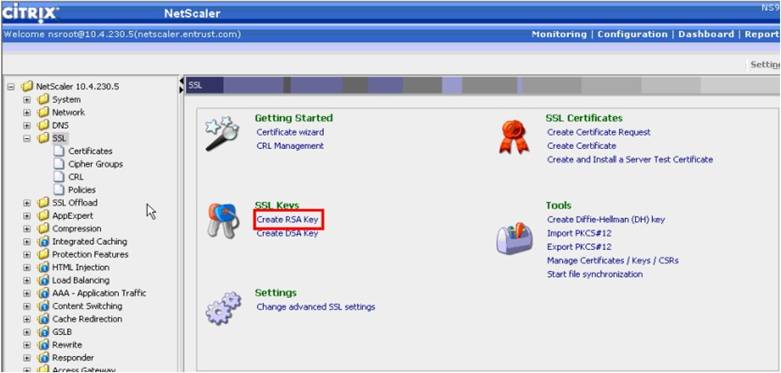 CITRIX NetScaler NS9
Welcome nsroot@10.4.230.5(netscaler.entrust.com) Monitoring | Configuration | Dashboard | Report
NetScaler 10.4.230.5
System
Network
DNS
SSL
Certificates
Cipher Groups
CRL
Policies
SSL Offload
AppExpert
Compression
Integrated Caching
Protection Features
HTML Injection
Load Balancing
AAA - Application Traffic
Content Switching
Cache Redirection
GSLB
Rewrite
Responder
Access Gateway
Settin
SSL
Getting Started
Certificate wizard
CRL Management
SSL Certificates
Create Certificate Request
Create Certificate
Create and Install a Server Test Certificate
SSL Keys
Create RSA Key
Create DSA Key
Tools
Create Diffie-Hellman (DH) key
Import PKCS#12
Export PKCS#12
Manage Certificates / Keys / CSRs
Start file synchronization
Settings
Change advanced SSL settings